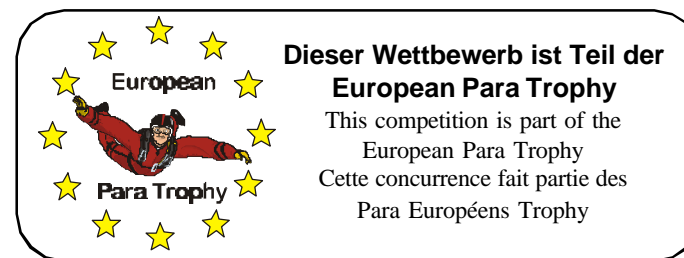 European
Para Trophy
Dieser Wettbewerb ist Teil der
European Para Trophy
This competition is part of the
European Para Trophy
Cette concurrence fait partie des
Para Européens Trophy